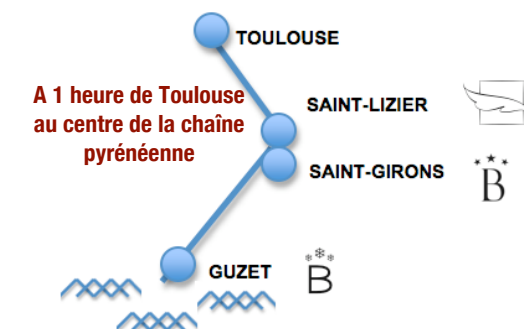 TOULOUSE
A 1 heure de Toulouse
au centre de la chaîne
pyrénéenne
SAINT-LIZIER
SAINT-GIRONS
B
GUZET
B